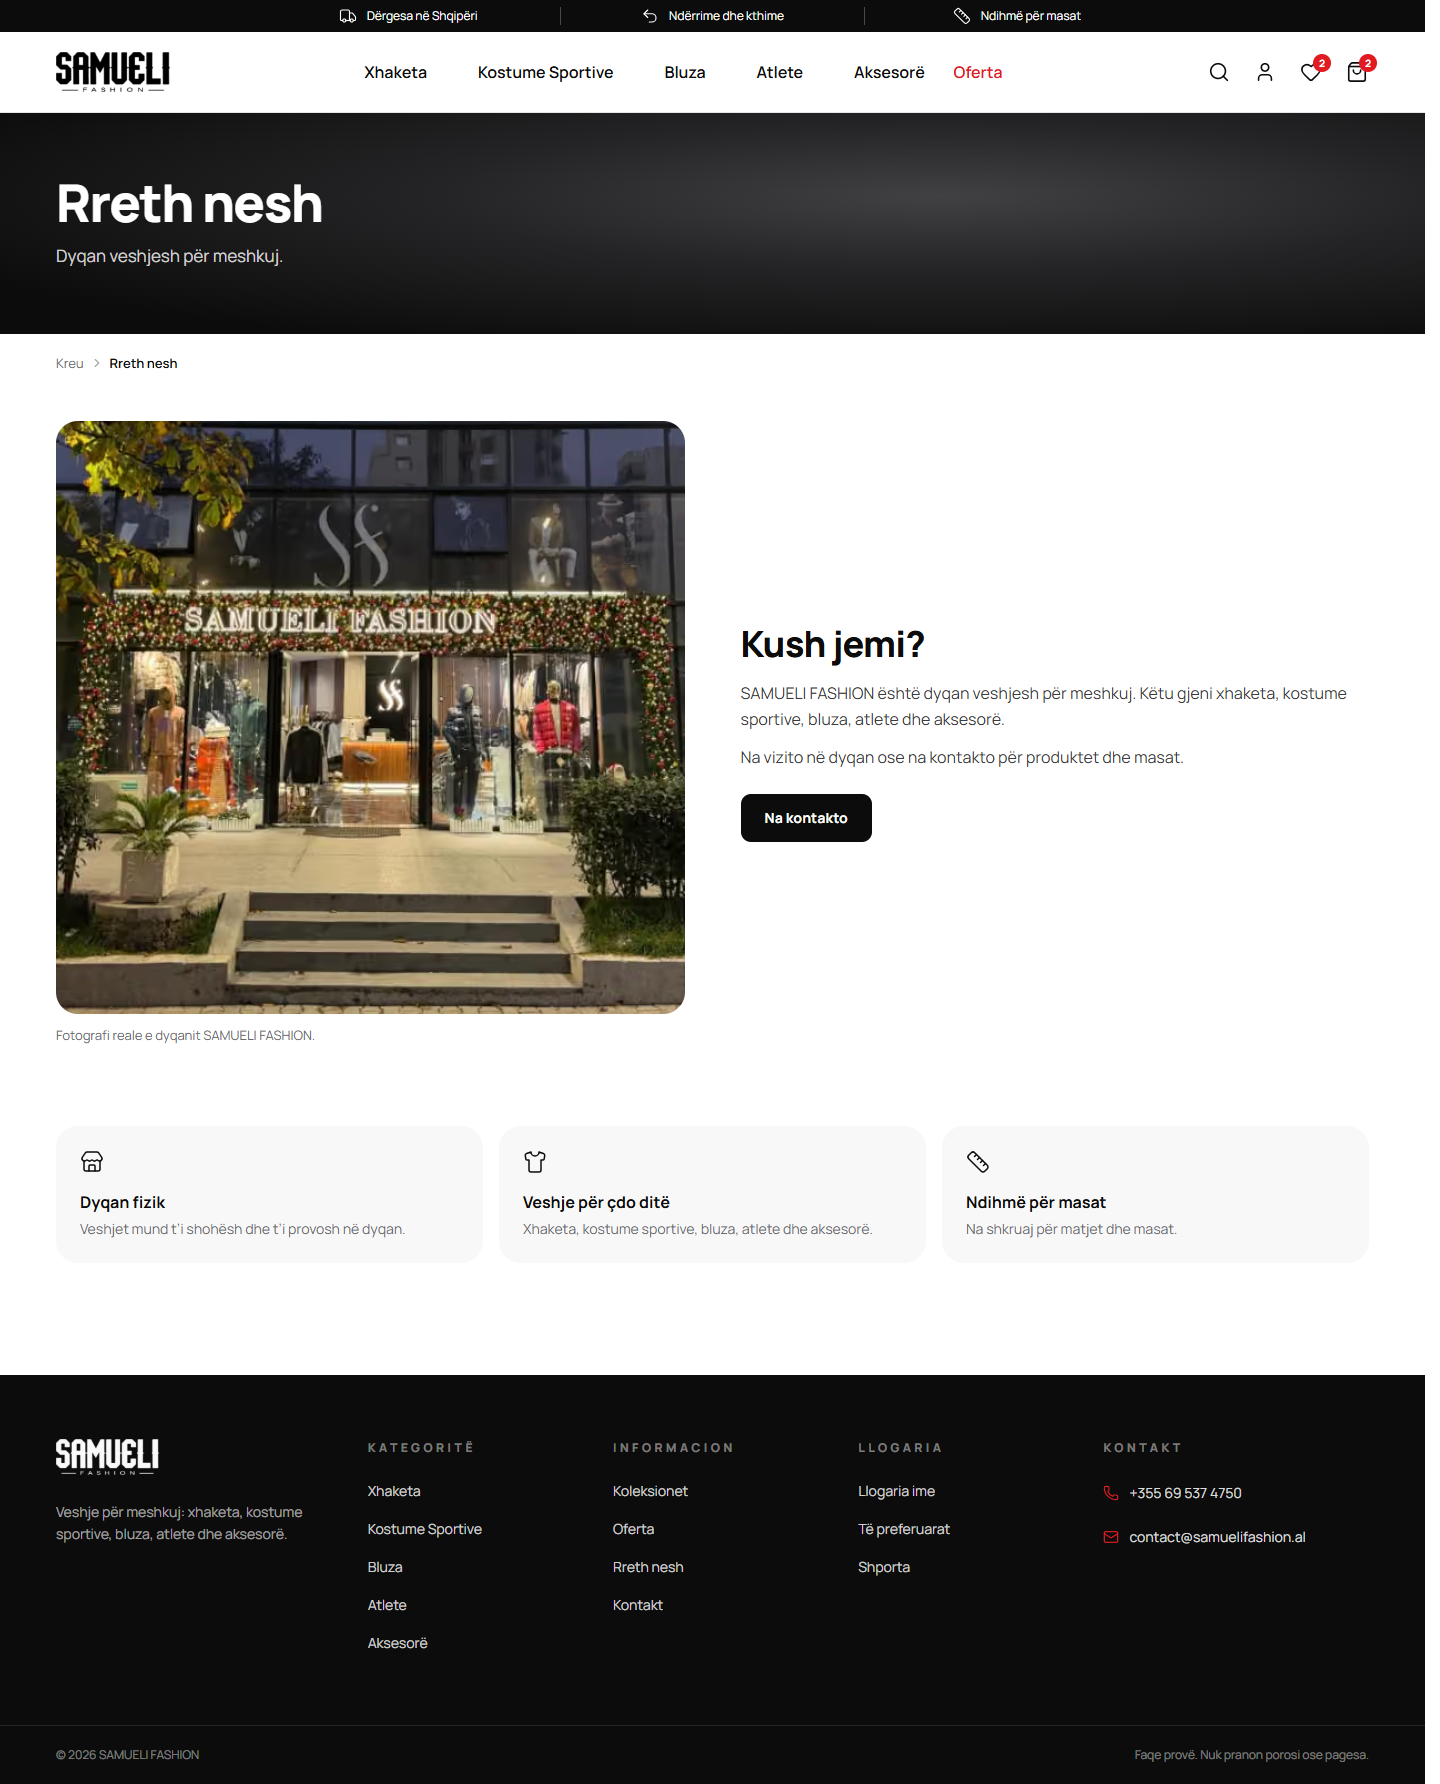 Dërgesa në Shqipëri
Ndërrime dhe kthime
Ndihmë për masat
SAMUELI
FASHION
Xhaketa
Kostume Sportive
Bluza
Atlete
Aksesorë
Oferta
2
2
Rreth nesh
Dyqan veshjesh për meshkuj.
Kreu
Rreth nesh
Sf
SAMUELI FASHION
Sf
Fotografi reale e dyqanit SAMUELI FASHION.
Kush jemi?
SAMUELI FASHION është dyqan veshjesh për meshkuj. Këtu gjeni xhaketa, kostume
sportive, bluza, atlete dhe aksesorë.
Na vizito në dyqan ose na kontakto për produktet dhe masat.
Na kontakto
Dyqan fizik
Veshjet mund t'i shohësh dhe t'i provosh në dyqan.
Veshje për çdo ditë
Xhaketa, kostume sportive, bluza, atlete dhe aksesorë.
Ndihmë për masat
Na shkruaj për matjet dhe masat.
SAMUELI
FASHION
Veshje për meshkuj: xhaketa, kostume
sportive, bluza, atlete dhe aksesorë.
KATEGORITË
Xhaketa
Kostume Sportive
Bluza
Atlete
Aksesorë
INFORMACION
Koleksionet
Oferta
Rreth nesh
Kontakt
LLOGARIA
Llogaria ime
Të preferuarat
Shporta
KONTAKT
+355 69 537 4750
contact@samuelifashion.al
© 2026 SAMUELI FASHION
Faqe provë. Nuk pranon porosi ose pagesa.